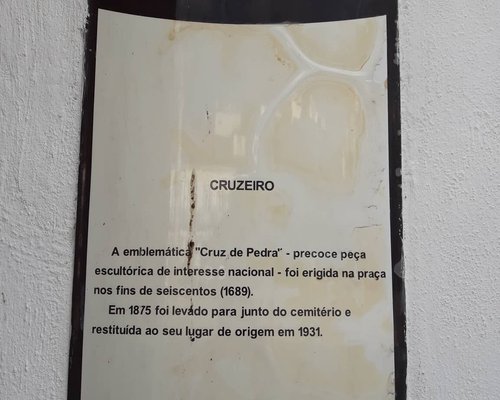 CRUZEIRO
A emblemática "Cruz de Pedra" - precoce peça
escultórica de interesse nacional - foi erigida na praça
nos fins de seiscentos (1689).
Em 1875 foi levado para junto do cemitério e
restituída ao seu lugar de origem em 1931.